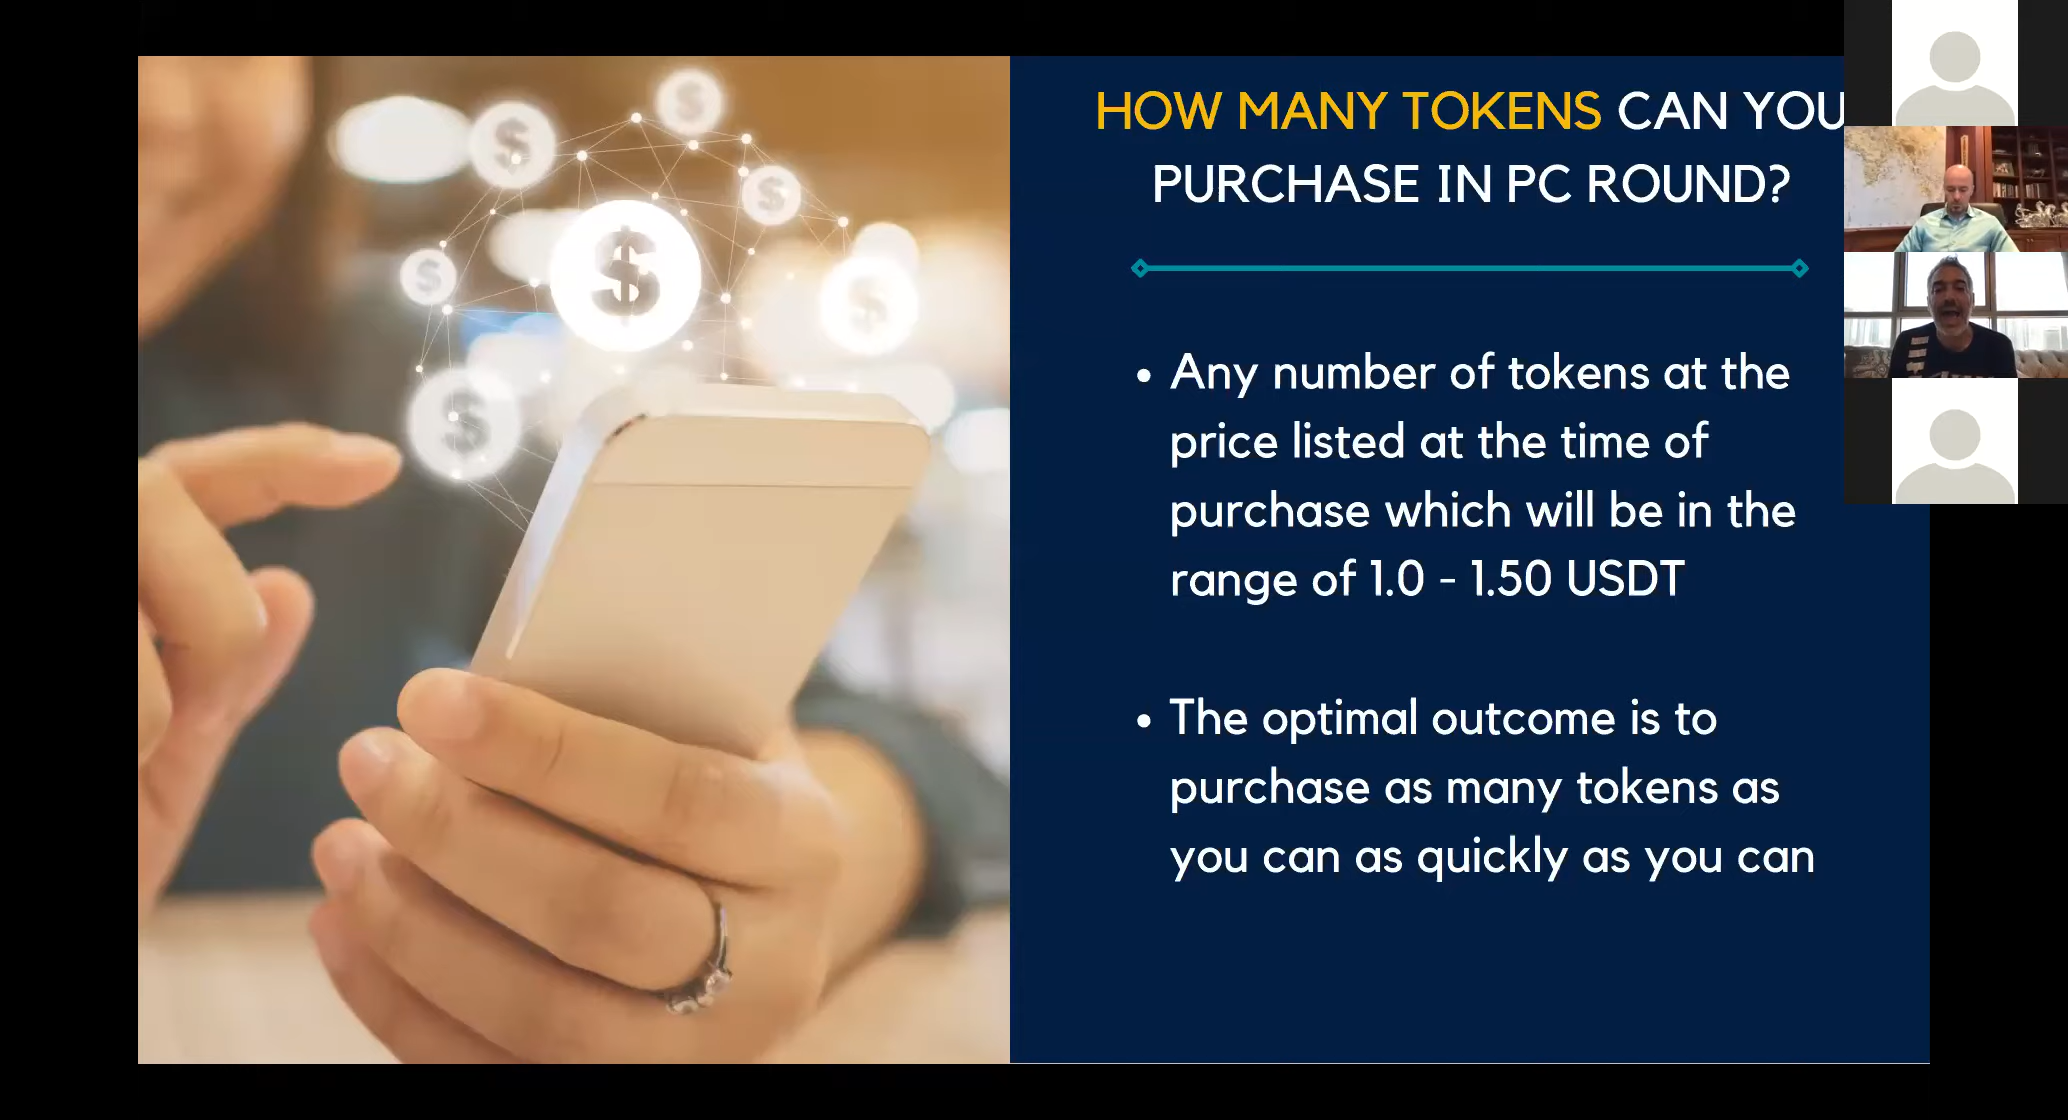 HOW MANY TOKENS CAN YOU
PURCHASE IN PC ROUND?
• Any number of tokens at the
price listed at the time of
purchase which will be in the
range of 1.0 - 1.50 USDT
• The optimal outcome is to
purchase as many tokens as
you can as quickly as you can
$
$
$
$
$
$
$